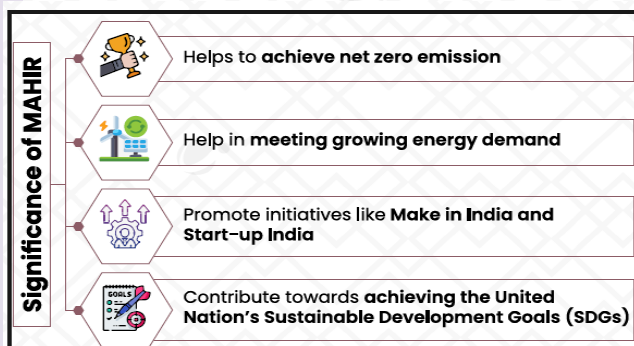 Significance of MAHIR
Helps to achieve net zero emission
Help in meeting growing energy demand
Promote initiatives like Make in India and
Start-up India
GOALS
Contribute towards achieving the United
Nation's Sustainable Development Goals (SDGs)